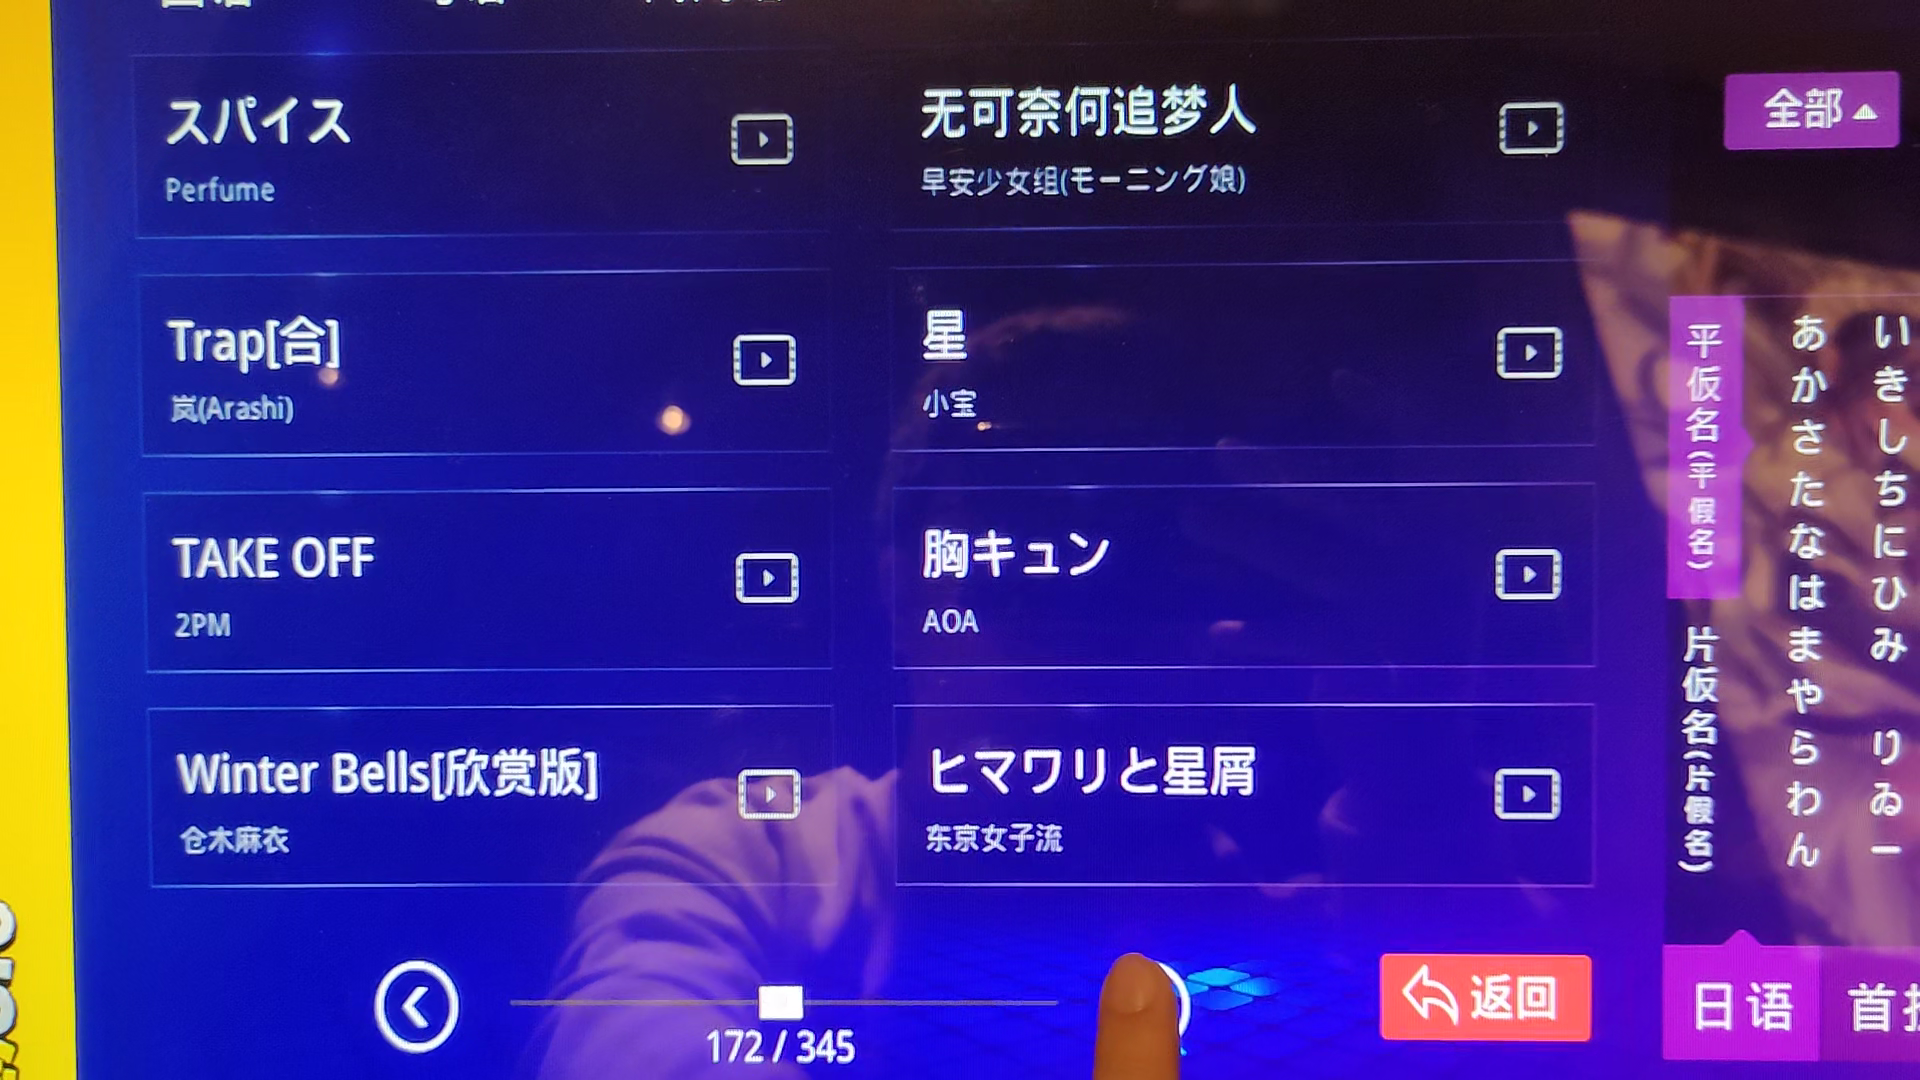 スパイス
Perfume
无可奈何追梦人
早安少女组(モーニング娘)
Trap[合]
岚(Arashi)
星
小宝
TAKE OFF
2PM
胸キュン
AOA
Winter Bells[欣赏版]
仓木麻衣
ヒマワリと星屑
东京女子流
172 / 345
返回
全部
平仮名(平假名)
片仮名(片假名)
あかさたなはまやらわん
いきしちにひみ りゐー
日语
首